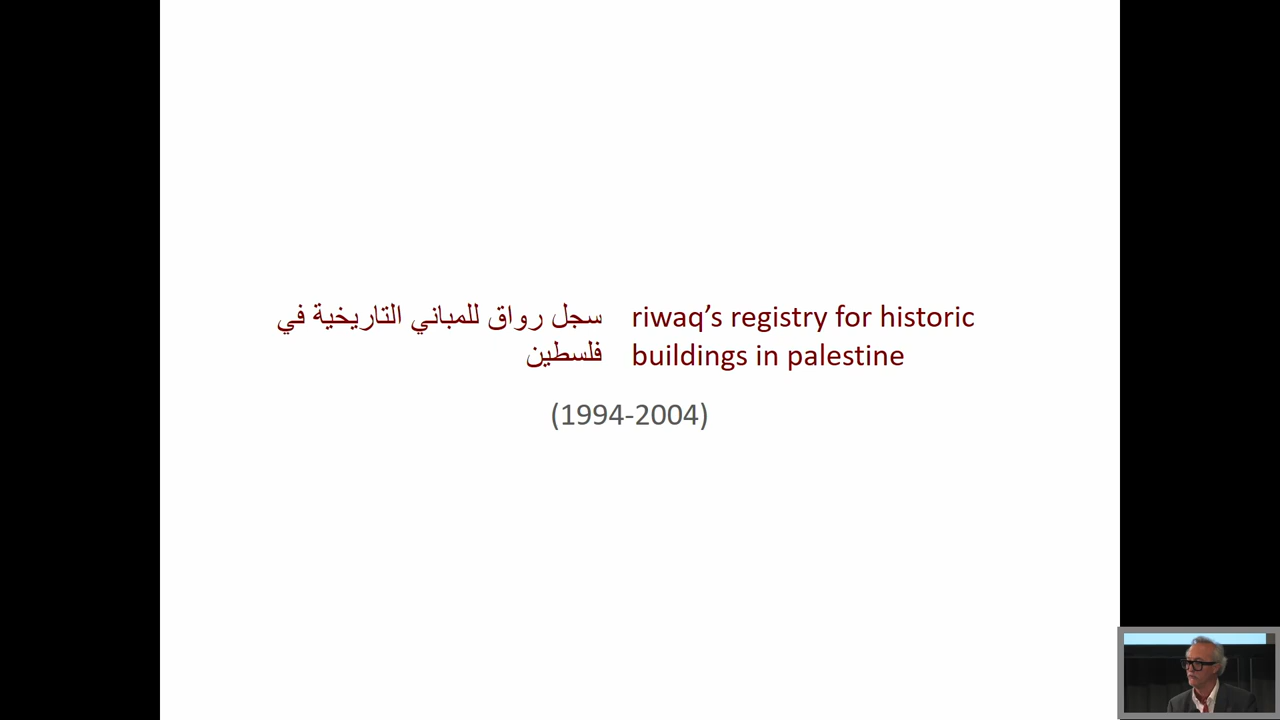 سجل رواق للمباني التاريخية في
فلسطين
riwaq’s registry for historic
buildings in palestine
(1994-2004)